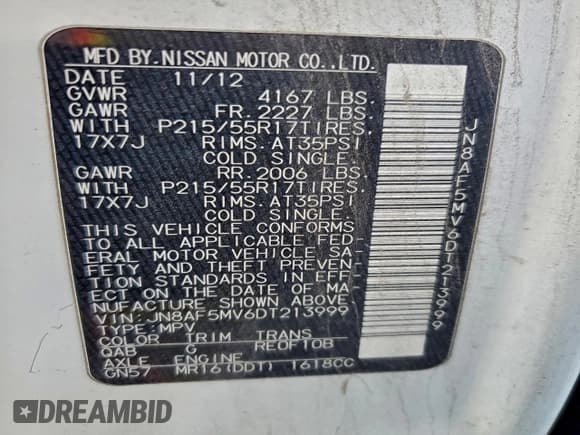 MFD BY.NISSAN MOTOR CO.,LTD.
DATE 11/12
GVWR 4167 LBS.
GAWR FR. 2227 LBS.
WITH P215/55R17TIRES.
17X7J RIMS. AT35PSI
COLD SINGLE.
GAWR RR. 2006 LBS.
WITH P215/55R17TIRES.
17X7J RIMS. AT35PSI
COLD SINGLE.
THIS VEHICLE CONFORMS
TO ALL APPLICABLE FED-
ERAL MOTOR VEHICLE SA-
FETY AND THEFT PREVEN-
TION STANDARDS IN EFF-
ECT ON THE DATE OF MA-
NUFACTURE SHOWN ABOVE
VIN: JN8AF5MV6DT213999
TYPE: MPV
COLOR TRIM TRANS
QAB G RE0F10B
AXLE ENGINE
GN57 MR16(DDT) 1618CC
JN8AF5MV6DT213999
DREAMBID